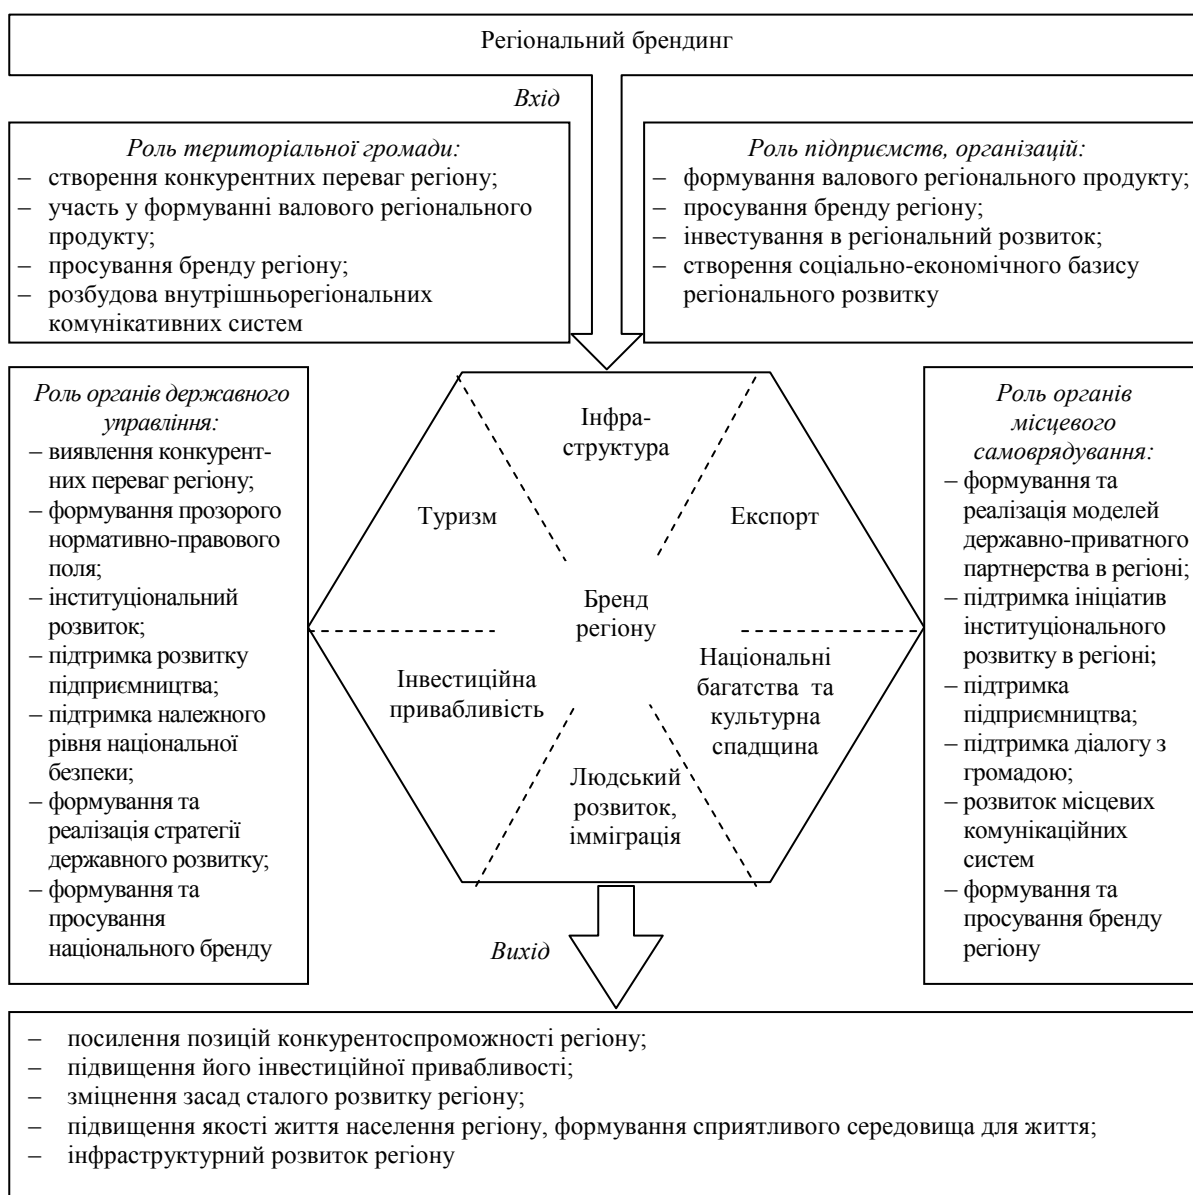 Регіональний брендинг
Вхід
Роль територіальної громади:
– створення конкурентних переваг регіону;
– участь у формуванні валового регіонального
продукту;
– просування бренду регіону;
– розбудова внутрішньорегіональних
комунікативних систем
Роль підприємств, організацій:
– формування валового регіонального продукту;
– просування бренду регіону;
– інвестування в регіональний розвиток;
– створення соціально-економічного базису
регіонального розвитку
Роль органів державного
управління:
– виявлення конкурент-
них переваг регіону;
– формування прозорого
нормативно-правового
поля;
– інституціональний
розвиток;
– підтримка розвитку
підприємництва;
– підтримка належного
рівня національної
безпеки;
– формування та
реалізація стратегії
державного розвитку;
– формування та
просування
національного бренду
Інфра-
структура
Туризм
Експорт
Бренд
регіону
Інвестиційна
привабливість
Національні
багатства та
культурна
спадщина
Людський
розвиток,
імміграція
Роль органів
місцевого
самоврядування:
– формування та
реалізація моделей
державно-приватного
партнерства в регіоні;
– підтримка ініціатив
інституціонального
розвитку в регіоні;
– підтримка
підприємництва;
– підтримка діалогу з
громадою;
– розвиток місцевих
комунікаційних
систем
– формування та
просування бренду
регіону
Вихід
– посилення позицій конкурентоспроможності регіону;
– підвищення його інвестиційної привабливості;
– зміцнення засад сталого розвитку регіону;
– підвищення якості життя населення регіону, формування сприятливого середовища для життя;
– інфраструктурний розвиток регіону